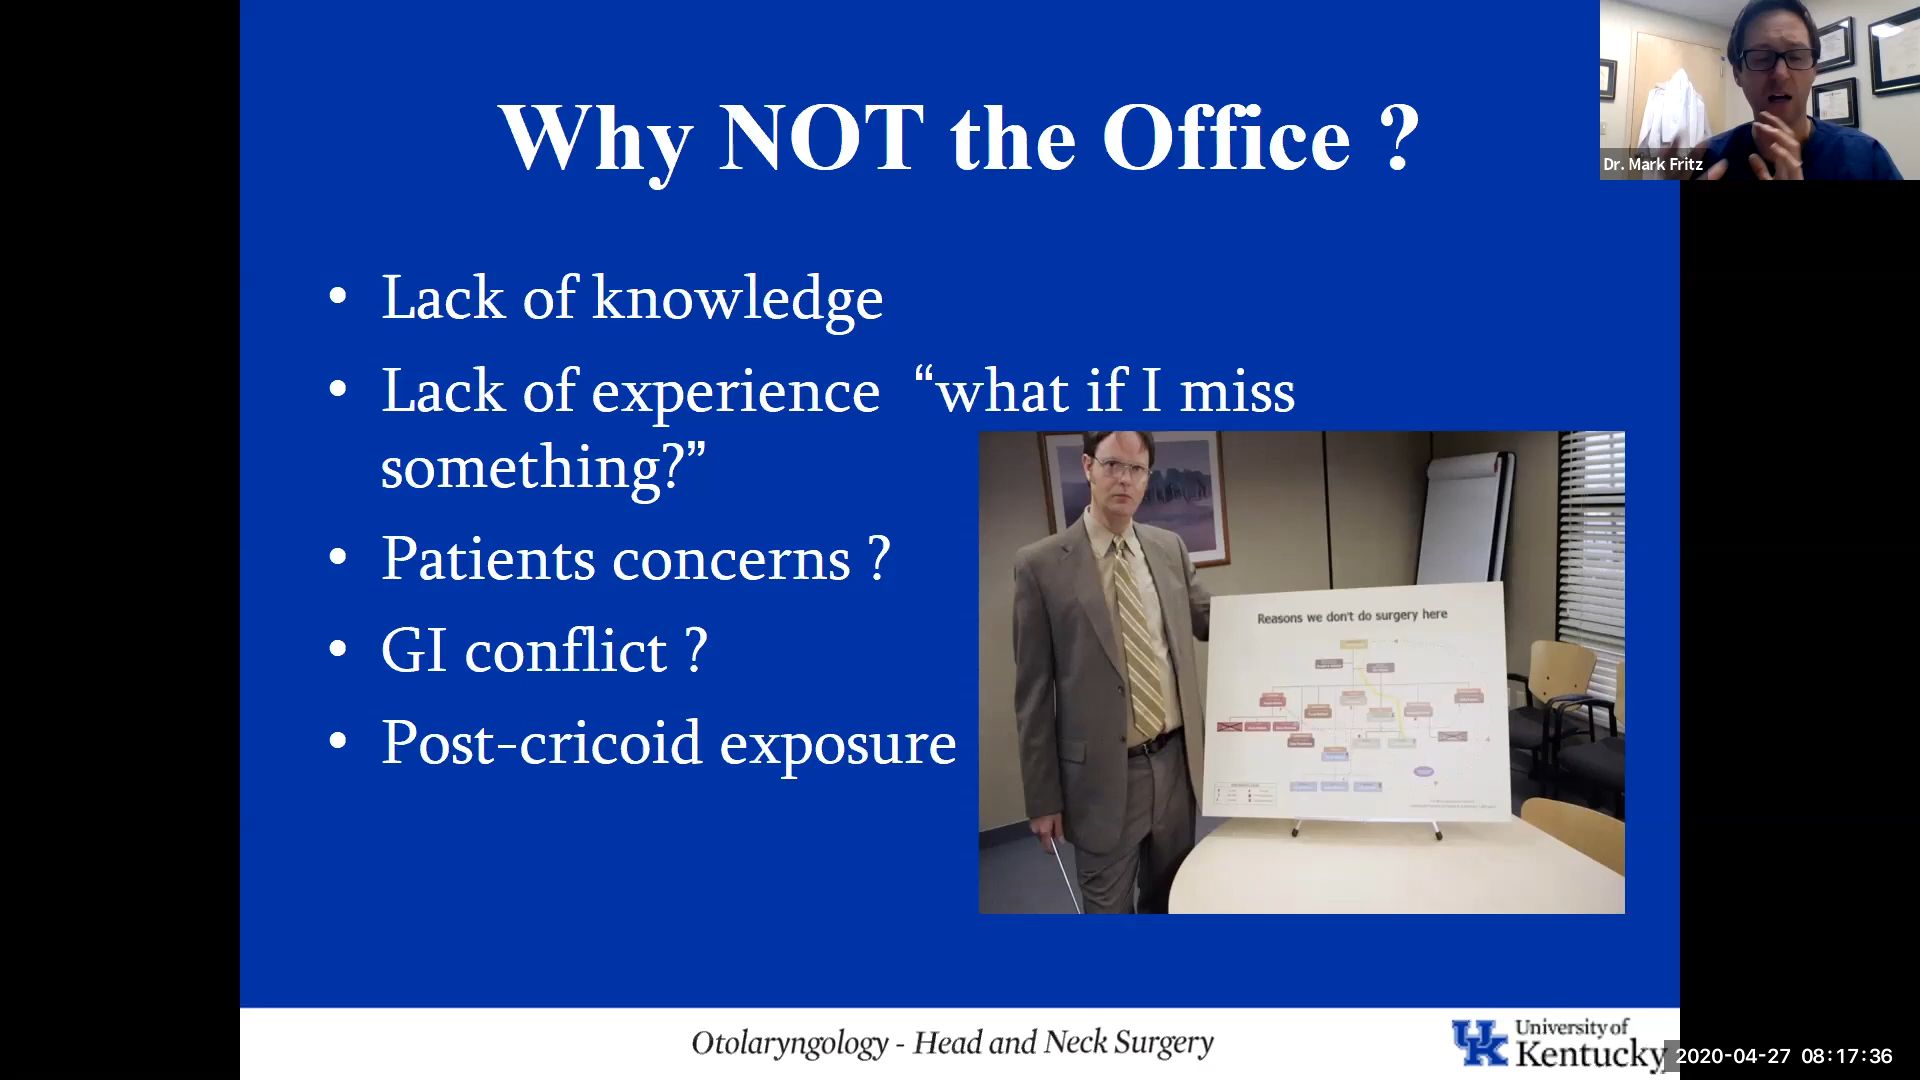 Why NOT the Office ?
Dr. Mark Fritz
• Lack of knowledge
• Lack of experience “what if I miss
something?”
• Patients concerns ?
• GI conflict ?
• Post-cricoid exposure
Reasons we don't do surgery here
Otolaryngology - Head and Neck Surgery
UK
University of
Kentucky
2020-04-27 08:17:36